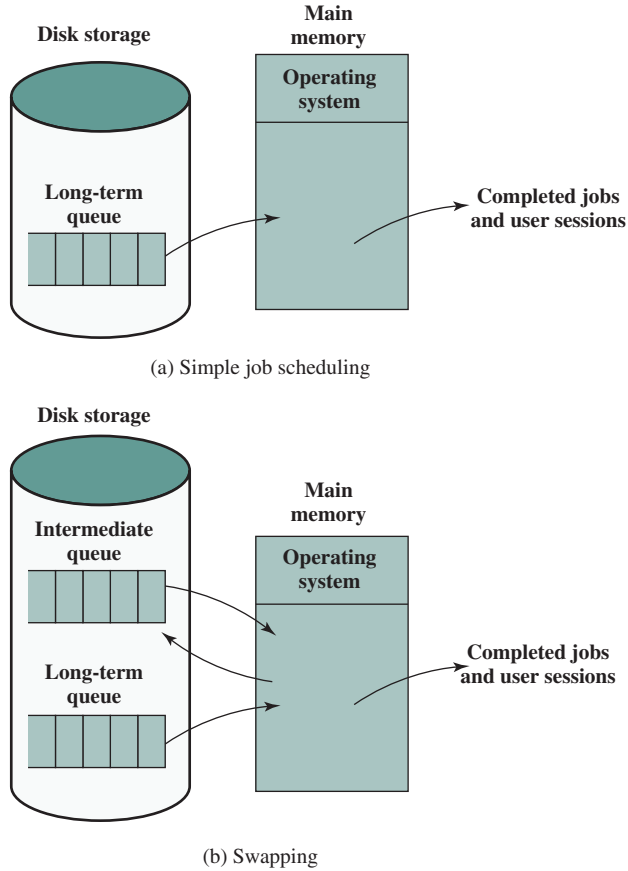 Disk storage
Main
memory
Operating
system
Long-term
queue
Completed jobs
and user sessions
(a) Simple job scheduling
Disk storage
Main
memory
Intermediate
queue
Operating
system
Long-term
queue
Completed jobs
and user sessions
(b) Swapping